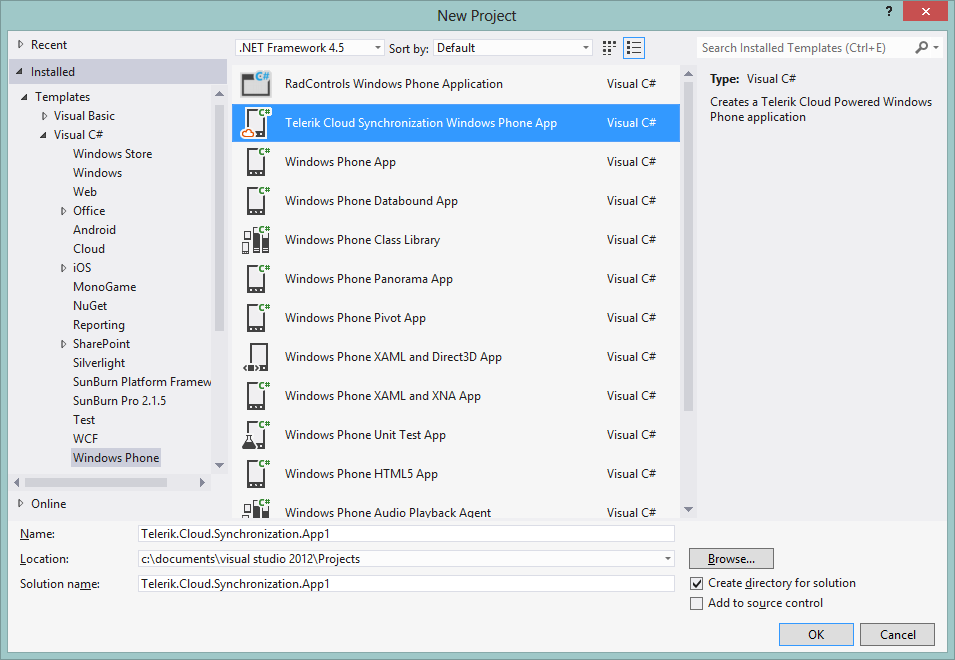 New Project
?
Recent
Installed
Templates
Visual Basic
Visual C#
Windows Store
Windows
Web
Office
Android
Cloud
iOS
MonoGame
NuGet
Reporting
SharePoint
Silverlight
SunBurn Platform Framew
SunBurn Pro 2.1.5
Test
WCF
Windows Phone
Online
.NET Framework 4.5
Sort by: Default
C# RadControls Windows Phone Application Visual C#
C# Telerik Cloud Synchronization Windows Phone App Visual C#
C# Windows Phone App Visual C#
C# Windows Phone Databound App Visual C#
C# Windows Phone Class Library Visual C#
C# Windows Phone Panorama App Visual C#
C# Windows Phone Pivot App Visual C#
Windows Phone XAML and Direct3D App Visual C#
C# Windows Phone XAML and XNA App Visual C#
C# Windows Phone Unit Test App Visual C#
C# Windows Phone HTML5 App Visual C#
C# Windows Phone Audio Playback Agent Visual C#
Search Installed Templates (Ctrl+E)
Type: Visual C#
Creates a Telerik Cloud Powered Windows
Phone application
Name: Telerik.Cloud.Synchronization.App1
Location: c:\documents\visual studio 2012\Projects
Browse...
Solution name: Telerik.Cloud.Synchronization.App1
Create directory for solution
Add to source control
OK
Cancel